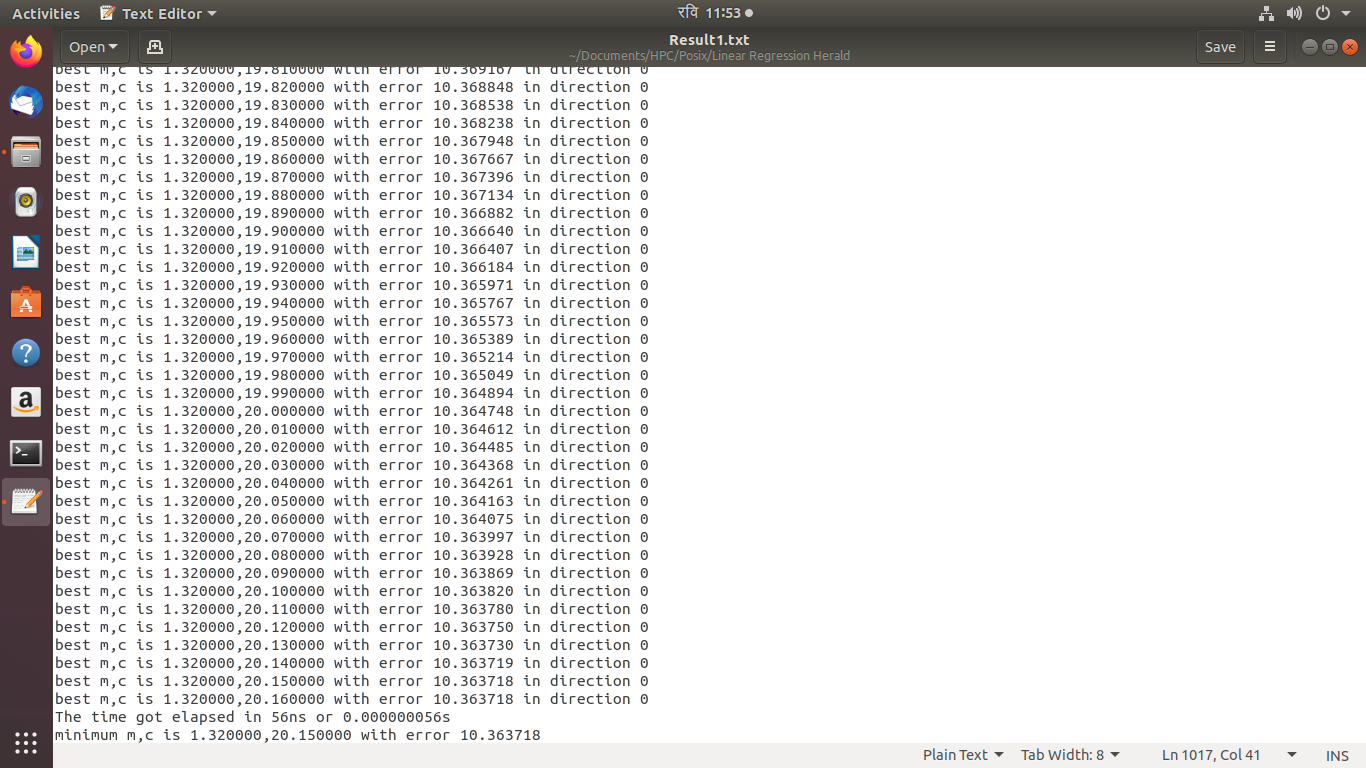 Activities Text Editor रवि 11:53
Open Result1.txt Save
~/Documents/HPC/Posix/Linear Regression Herald
best m,c is 1.320000,19.810000 with error 10.369167 in direction 0
best m,c is 1.320000,19.820000 with error 10.368848 in direction 0
best m,c is 1.320000,19.830000 with error 10.368538 in direction 0
best m,c is 1.320000,19.840000 with error 10.368238 in direction 0
best m,c is 1.320000,19.850000 with error 10.367948 in direction 0
best m,c is 1.320000,19.860000 with error 10.367667 in direction 0
best m,c is 1.320000,19.870000 with error 10.367396 in direction 0
best m,c is 1.320000,19.880000 with error 10.367134 in direction 0
best m,c is 1.320000,19.890000 with error 10.366882 in direction 0
best m,c is 1.320000,19.900000 with error 10.366640 in direction 0
best m,c is 1.320000,19.910000 with error 10.366407 in direction 0
best m,c is 1.320000,19.920000 with error 10.366184 in direction 0
best m,c is 1.320000,19.930000 with error 10.365971 in direction 0
best m,c is 1.320000,19.940000 with error 10.365767 in direction 0
best m,c is 1.320000,19.950000 with error 10.365573 in direction 0
best m,c is 1.320000,19.960000 with error 10.365389 in direction 0
best m,c is 1.320000,19.970000 with error 10.365214 in direction 0
best m,c is 1.320000,19.980000 with error 10.365049 in direction 0
best m,c is 1.320000,19.990000 with error 10.364894 in direction 0
best m,c is 1.320000,20.000000 with error 10.364748 in direction 0
best m,c is 1.320000,20.010000 with error 10.364612 in direction 0
best m,c is 1.320000,20.020000 with error 10.364485 in direction 0
best m,c is 1.320000,20.030000 with error 10.364368 in direction 0
best m,c is 1.320000,20.040000 with error 10.364261 in direction 0
best m,c is 1.320000,20.050000 with error 10.364163 in direction 0
best m,c is 1.320000,20.060000 with error 10.364075 in direction 0
best m,c is 1.320000,20.070000 with error 10.363997 in direction 0
best m,c is 1.320000,20.080000 with error 10.363928 in direction 0
best m,c is 1.320000,20.090000 with error 10.363869 in direction 0
best m,c is 1.320000,20.100000 with error 10.363820 in direction 0
best m,c is 1.320000,20.110000 with error 10.363780 in direction 0
best m,c is 1.320000,20.120000 with error 10.363750 in direction 0
best m,c is 1.320000,20.130000 with error 10.363730 in direction 0
best m,c is 1.320000,20.140000 with error 10.363719 in direction 0
best m,c is 1.320000,20.150000 with error 10.363718 in direction 0
best m,c is 1.320000,20.160000 with error 10.363718 in direction 0
The time got elapsed in 56ns or 0.000000056s
minimum m,c is 1.320000,20.150000 with error 10.363718
Plain Text Tab Width: 8 Ln 1017, Col 41 INS